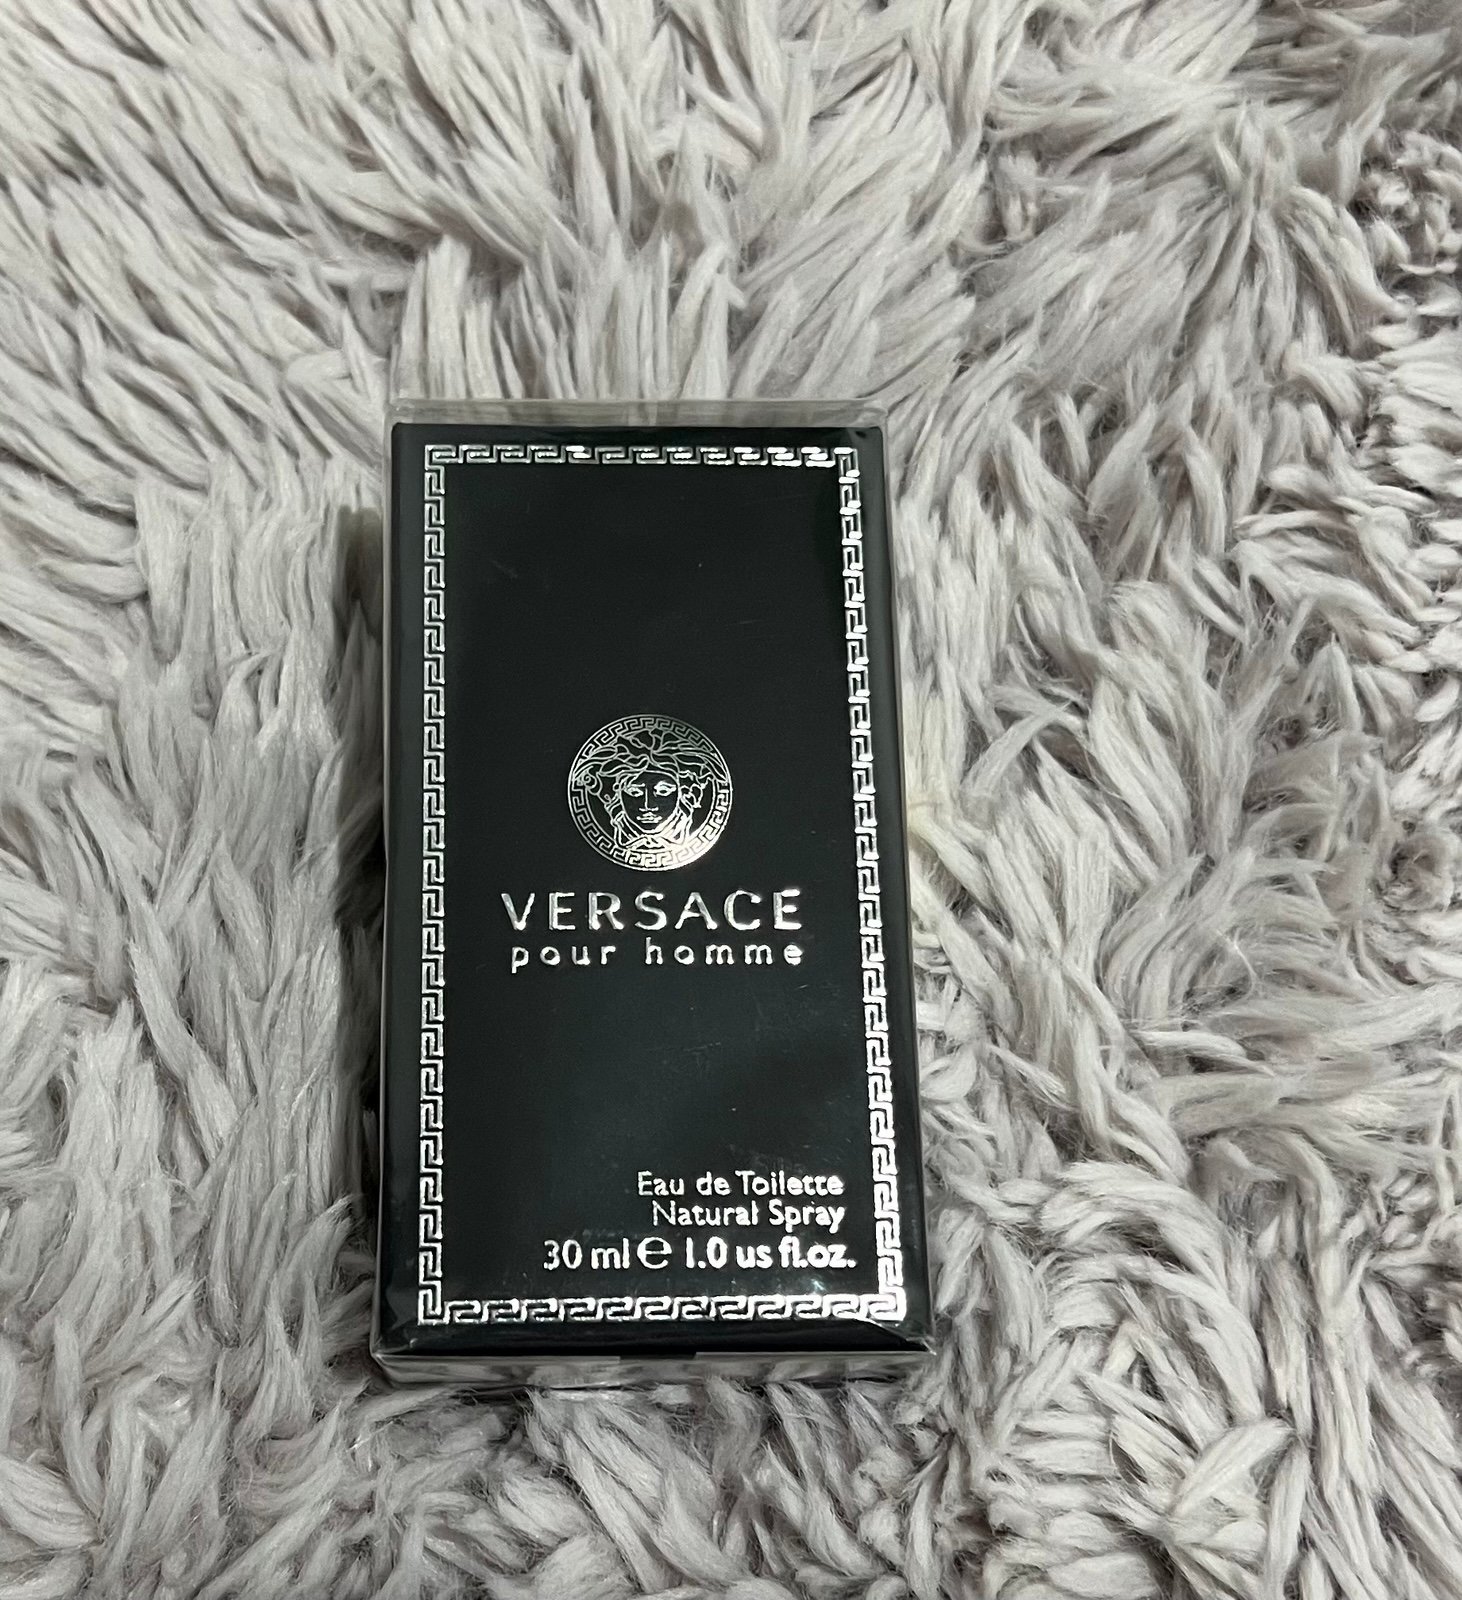 VERSACE
pour homme
Eau de Toilette
Natural Spray
30 ml ℮ 1.0 us fl.oz.